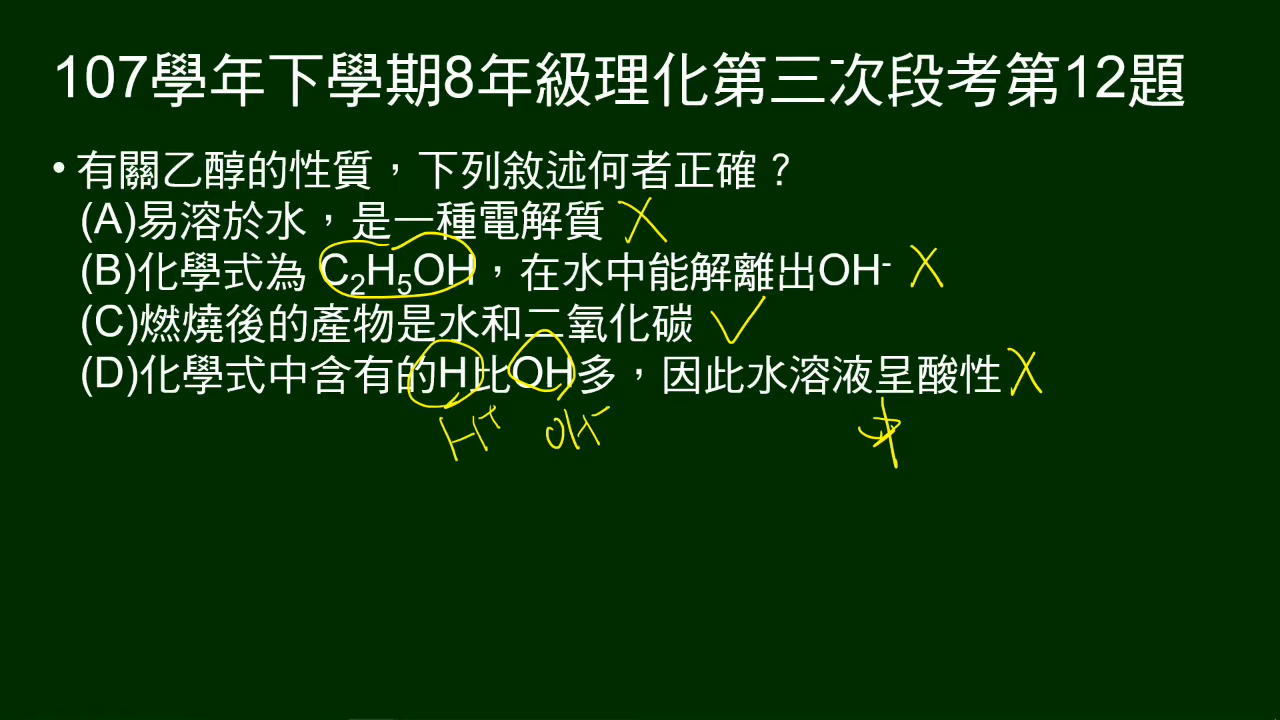 107學年下學期8年級理化第三次段考第12題
• 有關乙醇的性質，下列敘述何者正確？
(A)易溶於水，是一種電解質 X
(B)化學式為 C₂H₅OH，在水中能解離出OH⁻ X
(C)燃燒後的產物是水和二氧化碳 ✓
(D)化學式中含有的H比OH多，因此水溶液呈酸性 X
H⁺ OH⁻ 中